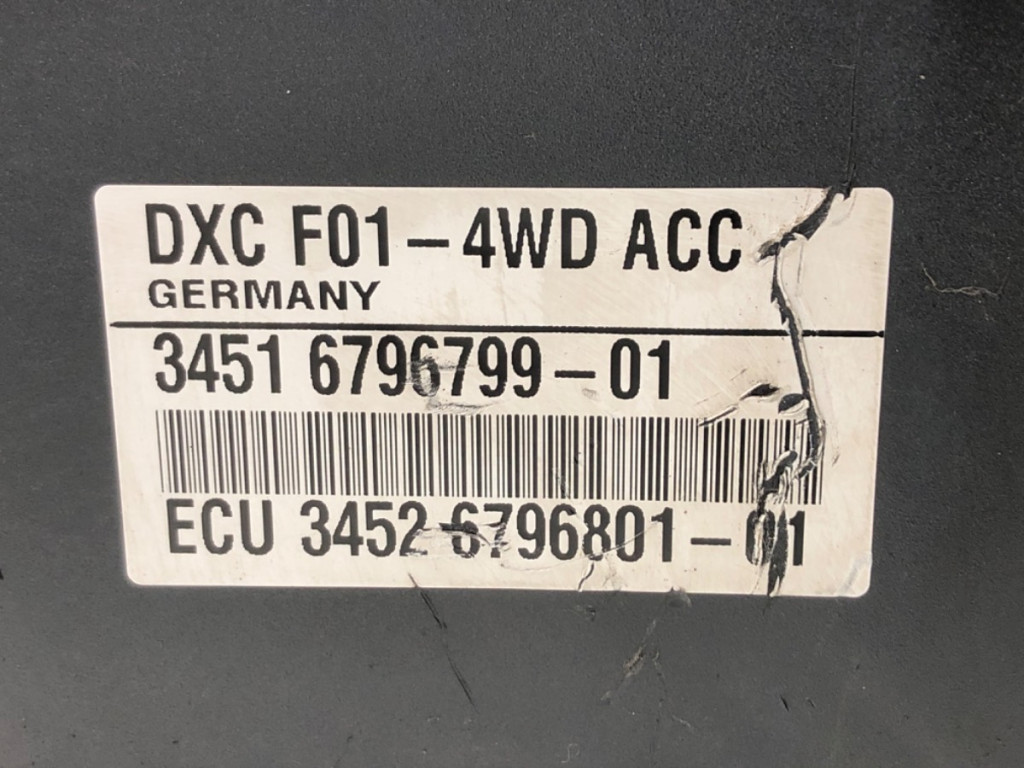 DXC F01-4WD ACC
GERMANY
3451 6796799-01
ECU 3452 6796801-01